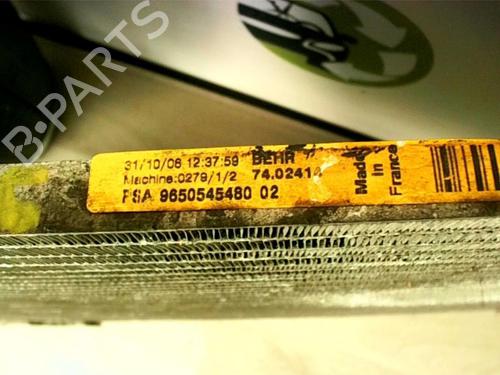 B-PARTS
31/10/06 12:37:59 BEHR
Machine:0279/1/2 74.02414
PSA 9650545480 02
Made
in
France